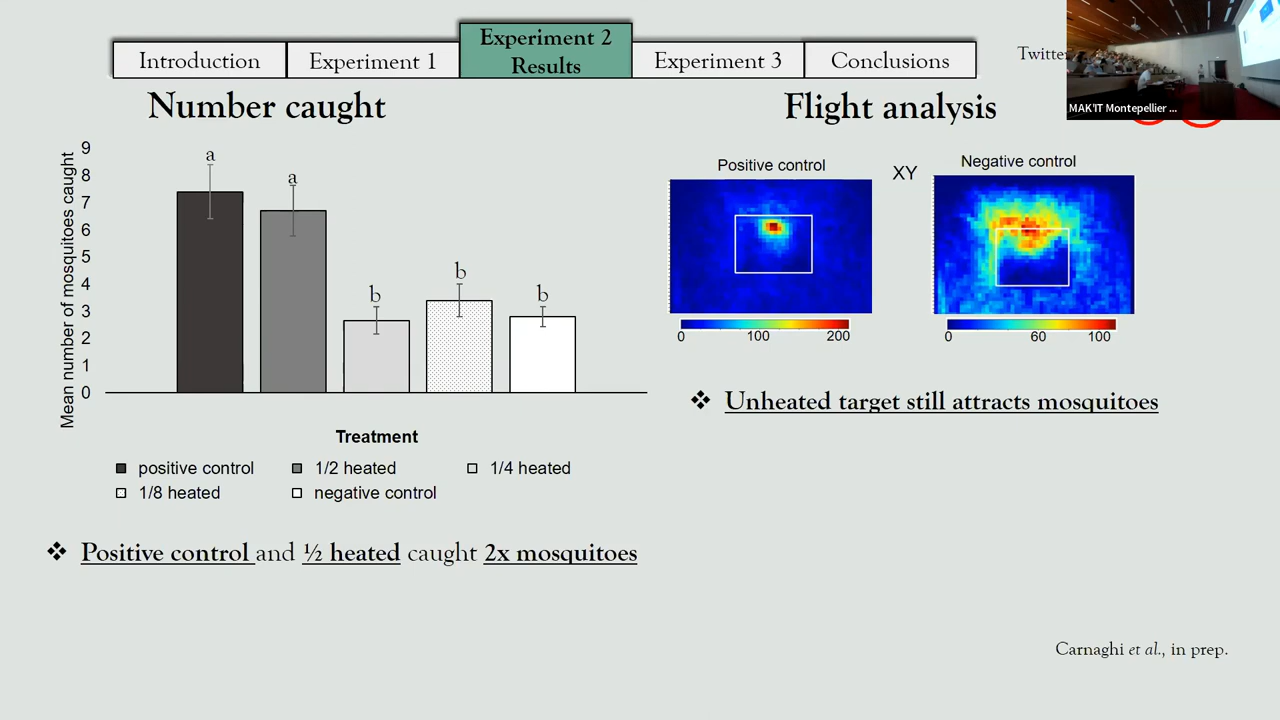 Introduction
Experiment 1
Experiment 2
Results
Experiment 3
Conclusions
Twitter
MAK'IT Montepellier ...
Number caught
Flight analysis
Mean number of mosquitoes caught
9
8
7
6
5
4
3
2
1
0
a
a
b
b
b
Treatment
positive control
1/2 heated
1/4 heated
1/8 heated
negative control
Positive control
XY
Negative control
0 100 200
0 60 100
❖ Unheated target still attracts mosquitoes
❖ Positive control and ½ heated caught 2x mosquitoes
Carnaghi et al., in prep.